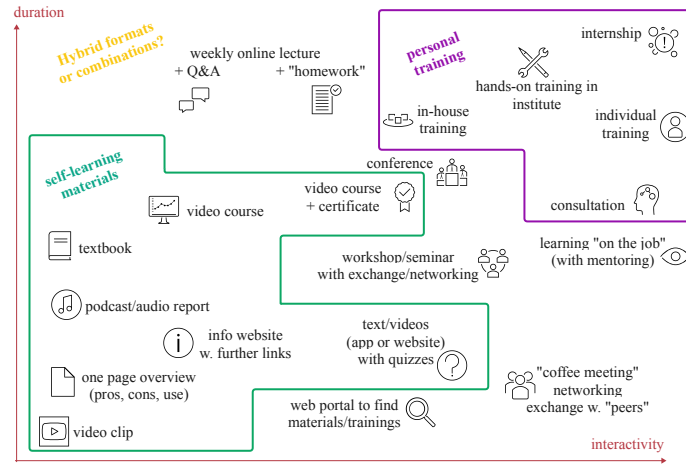 duration
Hybrid formats
or combinations?
weekly online lecture
+ Q&A
+ "homework"
personal
training
internship
hands-on training in
institute
in-house
training
individual
training
self-learning
materials
conference
video course
video course
+ certificate
consultation
textbook
workshop/seminar
with exchange/networking
learning "on the job"
(with mentoring)
podcast/audio report
info website
w. further links
text/videos
(app or website)
with quizzes
one page overview
(pros, cons, use)
"coffee meeting"
networking
exchange w. "peers"
web portal to find
materials/trainings
video clip
interactivity